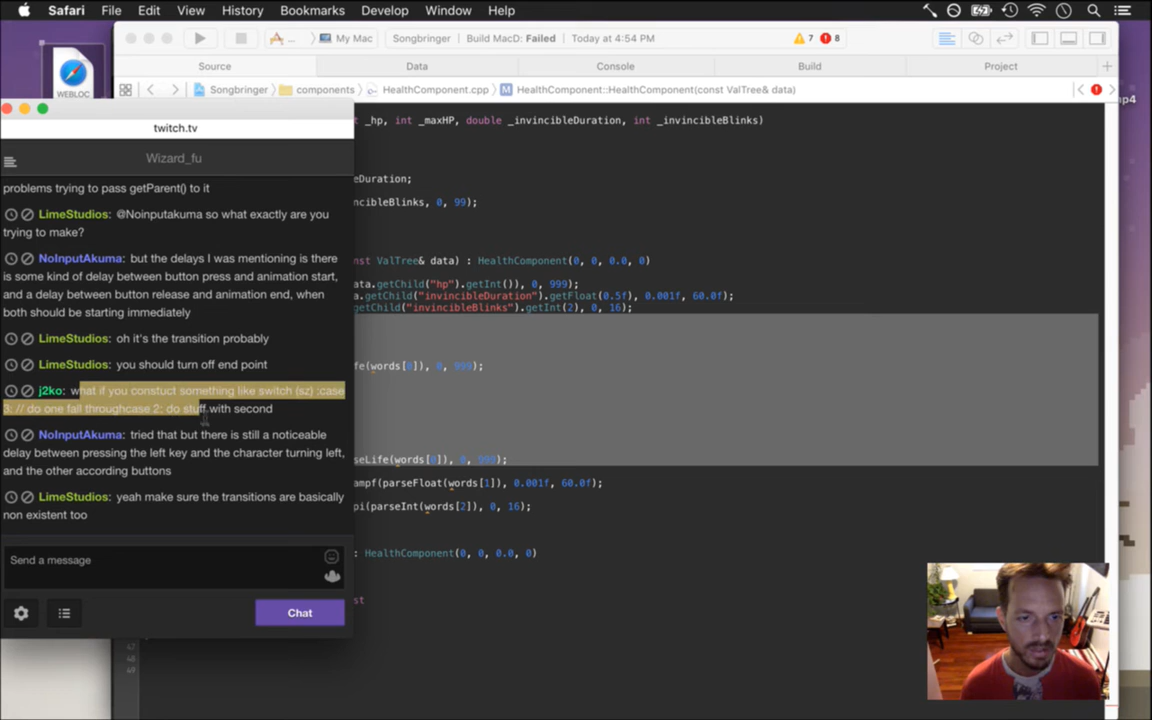 Safari File Edit View History Bookmarks Develop Window Help
... My Mac Songbringer Build MacD: Failed Today at 4:54 PM 7 8
Source Data Console Build Project
WEBLOC
Songbringer components HealthComponent.cpp M HealthComponent::HealthComponent(const ValTree& data)
mp4
_hp, int _maxHP, double _invincibleDuration, int _invincibleBlinks)
eDuration;
ncibleBlinks, 0, 99);
nst ValTree& data) : HealthComponent(0, 0, 0.0, 0)
data.getChild("hp").getInt()), 0, 999);
a.getChild("invincibleDuration").getFloat(0.5f), 0.001f, 60.0f);
getChild("invincibleBlinks").getInt(2), 0, 16);
fe(words[0]), 0, 999);
seLife(words[0]), 0, 999);
ampf(parseFloat(words[1]), 0.001f, 60.0f);
pi(parseInt(words[2]), 0, 16);
: HealthComponent(0, 0, 0.0, 0)
st
47
48
49
twitch.tv
Wizard_fu
problems trying to pass getParent() to it
LimeStudios: @Noinputakuma so what exactly are you
trying to make?
NoInputAkuma: but the delays I was mentioning is there
is some kind of delay between button press and animation start,
and a delay between button release and animation end, when
both should be starting immediately
LimeStudios: oh it's the transition probably
LimeStudios: you should turn off end point
j2ko: what if you constuct something like switch (sz) :case
3: // do one fall throughcase 2: do stuff with second
NoInputAkuma: tried that but there is still a noticeable
delay between pressing the left key and the character turning left,
and the other according buttons
LimeStudios: yeah make sure the transitions are basically
non existent too
Send a message
Chat